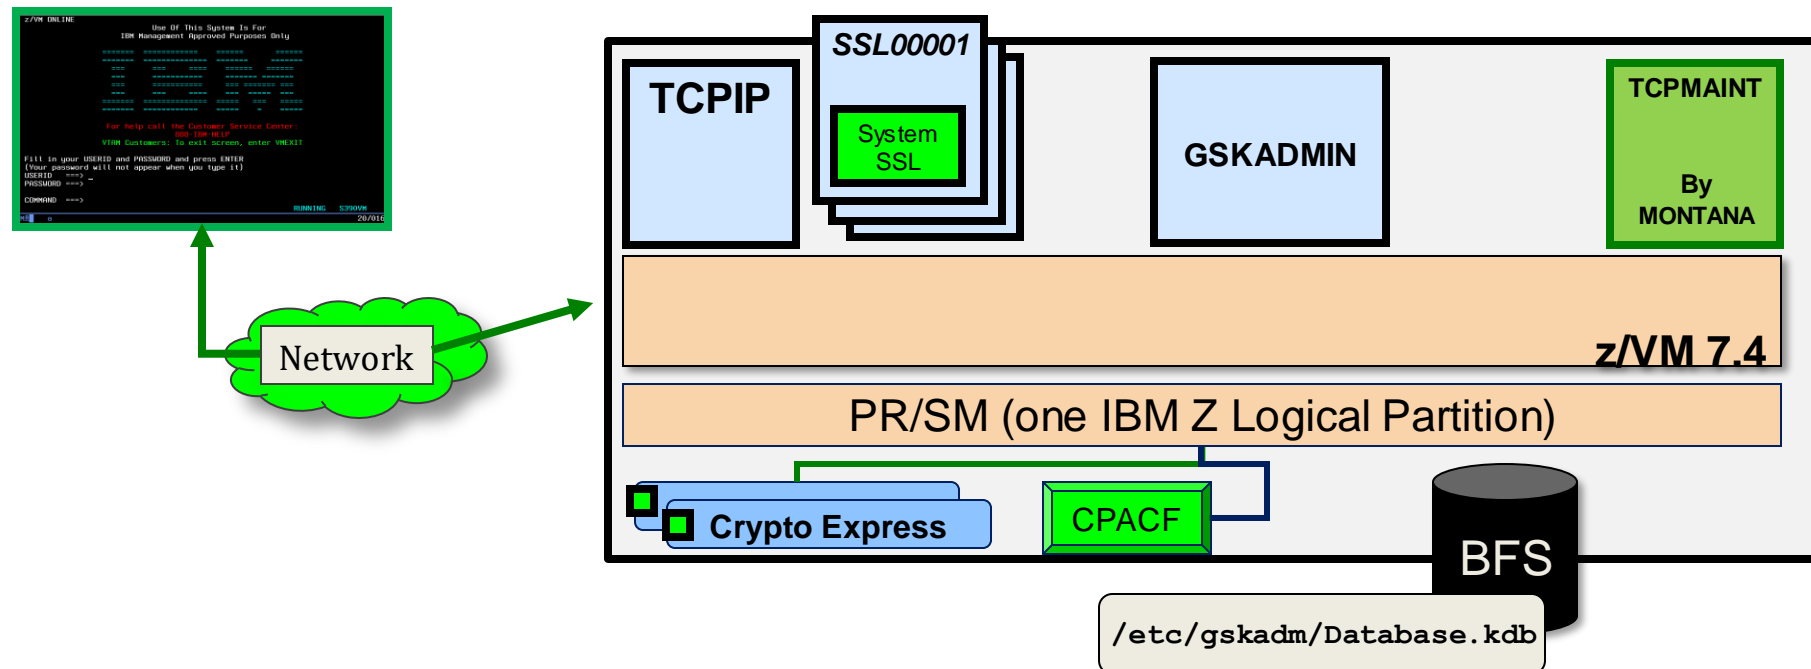 z/VM ONLINE
Use Of This System Is For
IBM Management Approved Purposes Only
For help call the Customer Service Center:
VTAM Customers: To exit screen, enter VMEXIT
Fill in your USERID and PASSWORD and press ENTER
(Your password will not appear when you type it)
USERID ===> _
PASSWORD ===>
COMMAND ===>
RUNNING S390VM
20/016
Network
TCPIP
SSL00001
System
SSL
GSKADMIN
TCPMAINT
By
MONTANA
z/VM 7.4
PR/SM (one IBM Z Logical Partition)
Crypto Express
CPACF
BFS
/etc/gskadm/Database.kdb